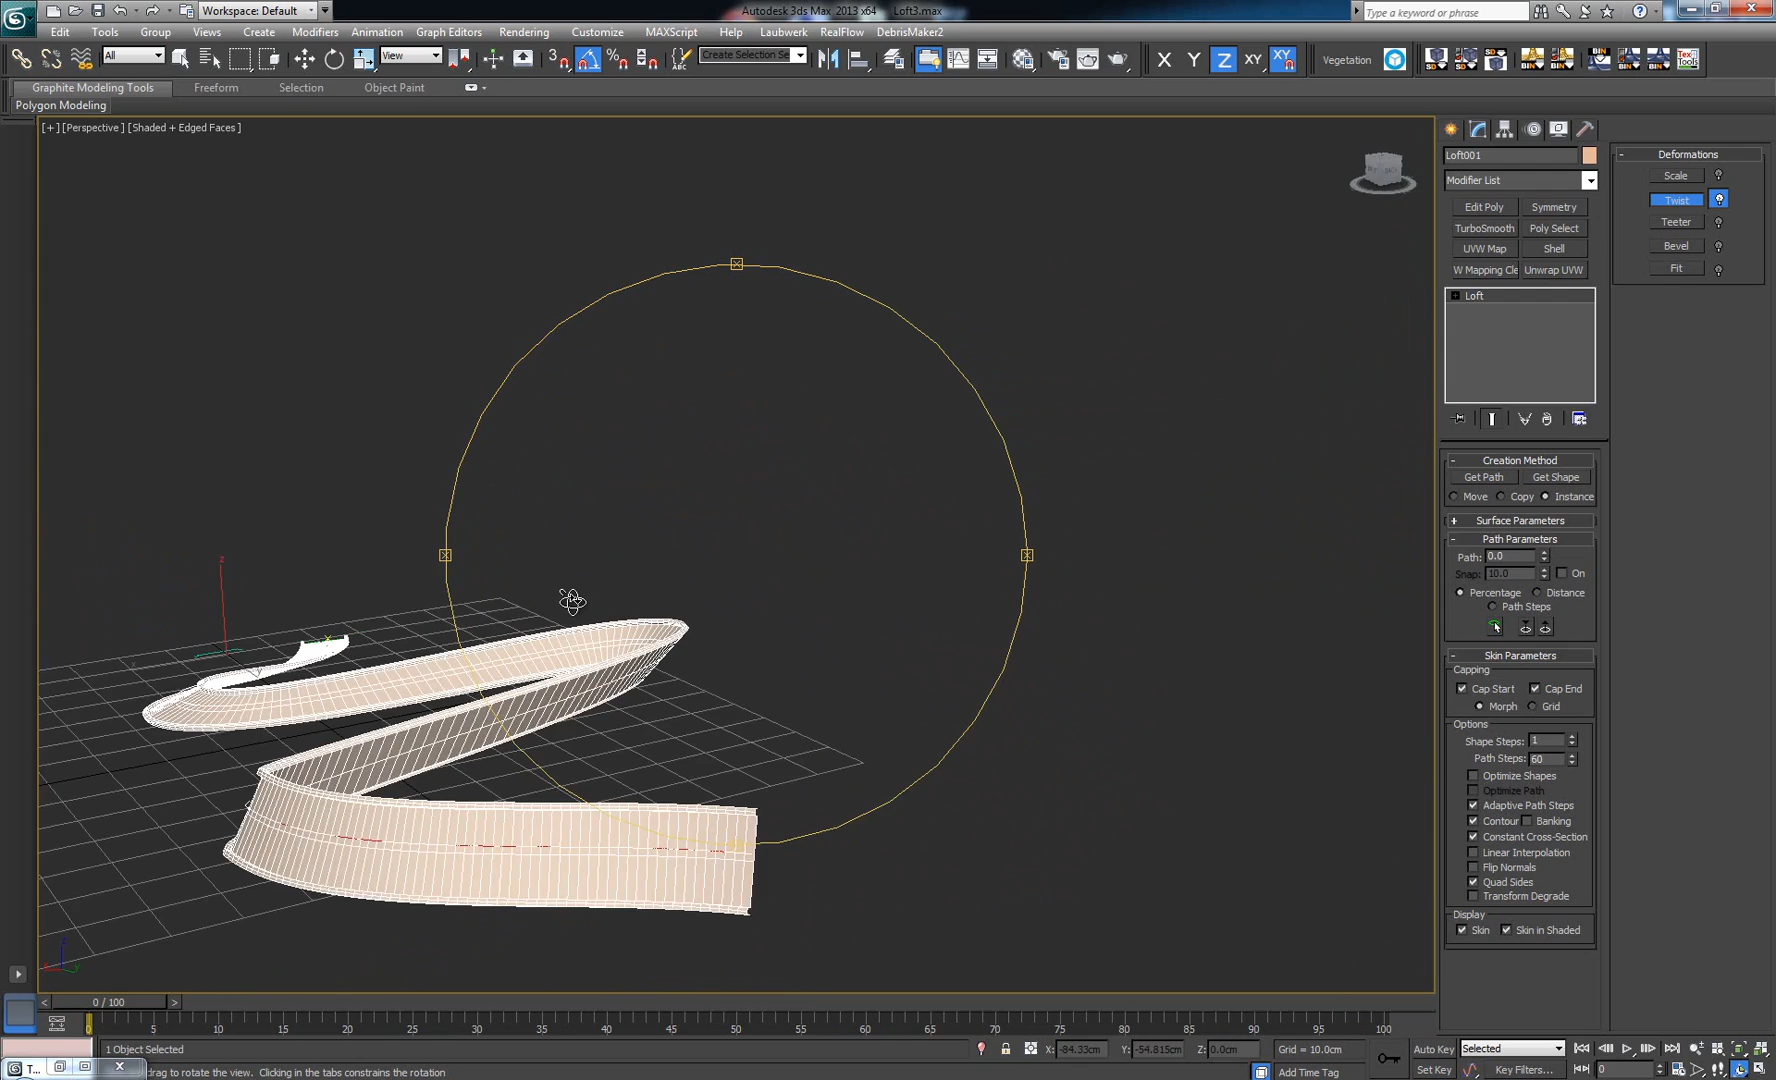 Workspace: Default
Autodesk 3ds Max 2013 x64 Loft3.max
Type a keyword or phrase
Edit Tools Group Views Create Modifiers Animation Graph Editors Rendering Customize MAXScript Help Laubwerk RealFlow DebrisMaker2
All
View
3
Create Selection Se
X Y Z XY XY
Vegetation
Graphite Modeling Tools Freeform Selection Object Paint
Polygon Modeling
[+] [Perspective] [Shaded + Edged Faces]
Loft001
Modifier List
Edit Poly Symmetry
TurboSmooth Poly Select
UVW Map Shell
W Mapping Cle Unwrap UVW
Loft
Deformations
Scale
Twist
Teeter
Bevel
Fit
Creation Method
Get Path Get Shape
Move Copy Instance
Surface Parameters
Path Parameters
Path: 0.0
Snap: 10.0 On
Percentage Distance
Path Steps
Skin Parameters
Capping
Cap Start Cap End
Morph Grid
Options
Shape Steps: 1
Path Steps: 60
Optimize Shapes
Optimize Path
Adaptive Path Steps
Contour Banking
Constant Cross-Section
Linear Interpolation
Flip Normals
Quad Sides
Transform Degrade
Display
Skin Skin in Shaded
0 / 100
0 5 10 15 20 25 30 35 40 45 50 55 60 65 70 75 80 85 90 95 100
1 Object Selected
X: -84.33cm Y: -54.815cm Z: 0.0cm Grid = 10.0cm
Auto Key Selected
T...
drag to rotate the view. Clicking in the tabs constrains the rotation
Add Time Tag
Set Key Key Filters...
0